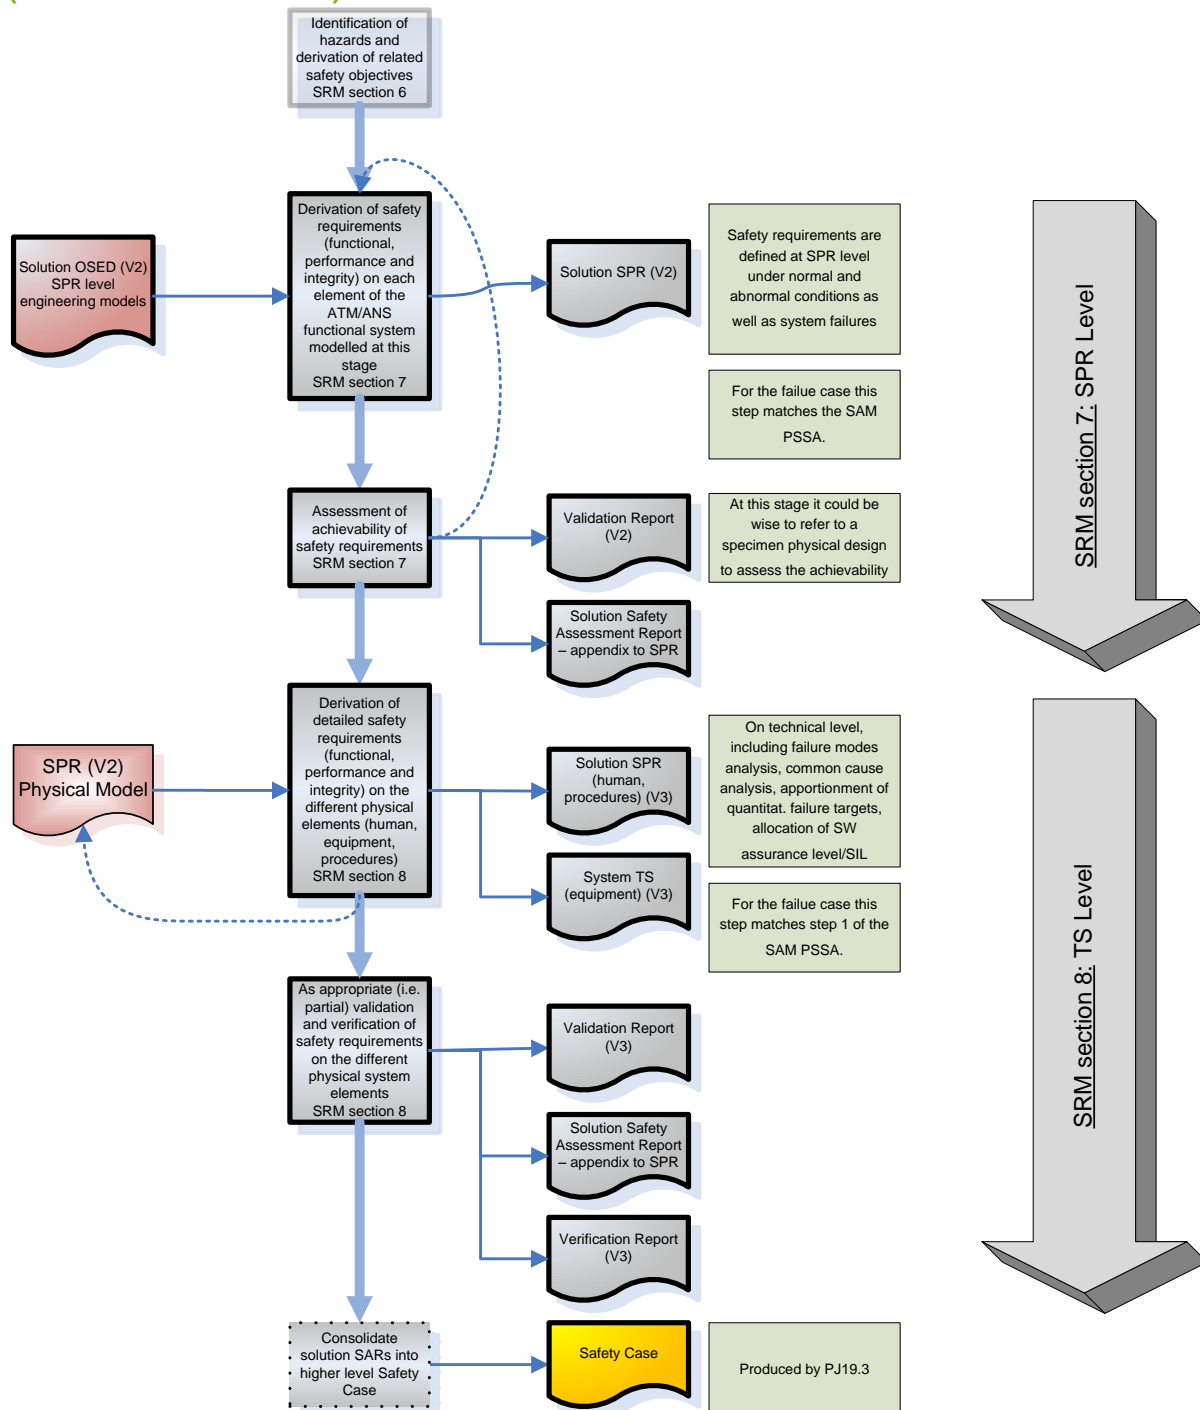 Identification of
hazards and
derivation of related
safety objectives
SRM section 6
Derivation of safety
requirements
(functional,
performance and
integrity) on each
element of the
ATM/ANS
functional system
modelled at this
stage
SRM section 7
Solution OSED (V2)
SPR level
engineering models
Solution SPR (V2)
Safety requirements are
defined at SPR level
under normal and
abnormal conditions as
well as system failures
For the failue case this
step matches the SAM
PSSA.
SRM section 7: SPR Level
Assessment of
achievability of
safety requirements
SRM section 7
Validation Report
(V2)
At this stage it could be
wise to refer to a
specimen physical design
to assess the achievability
Solution Safety
Assessment Report
– appendix to SPR
Derivation of
detailed safety
requirements
(functional,
performance and
integrity) on the
different physical
elements (human,
equipment,
procedures)
SRM section 8
SPR (V2)
Physical Model
Solution SPR
(human,
procedures) (V3)
On technical level,
including failure modes
analysis, common cause
analysis, apportionment of
quantitat. failure targets,
allocation of SW
assurance level/SIL
System TS
(equipment) (V3)
For the failue case this
step matches step 1 of the
SAM PSSA.
SRM section 8: TS Level
As appropriate (i.e.
partial) validation
and verification of
safety requirements
on the different
physical system
elements
SRM section 8
Validation Report
(V3)
Solution Safety
Assessment Report
– appendix to SPR
Verification Report
(V3)
Consolidate
solution SARs into
higher level Safety
Case
Safety Case
Produced by PJ19.3